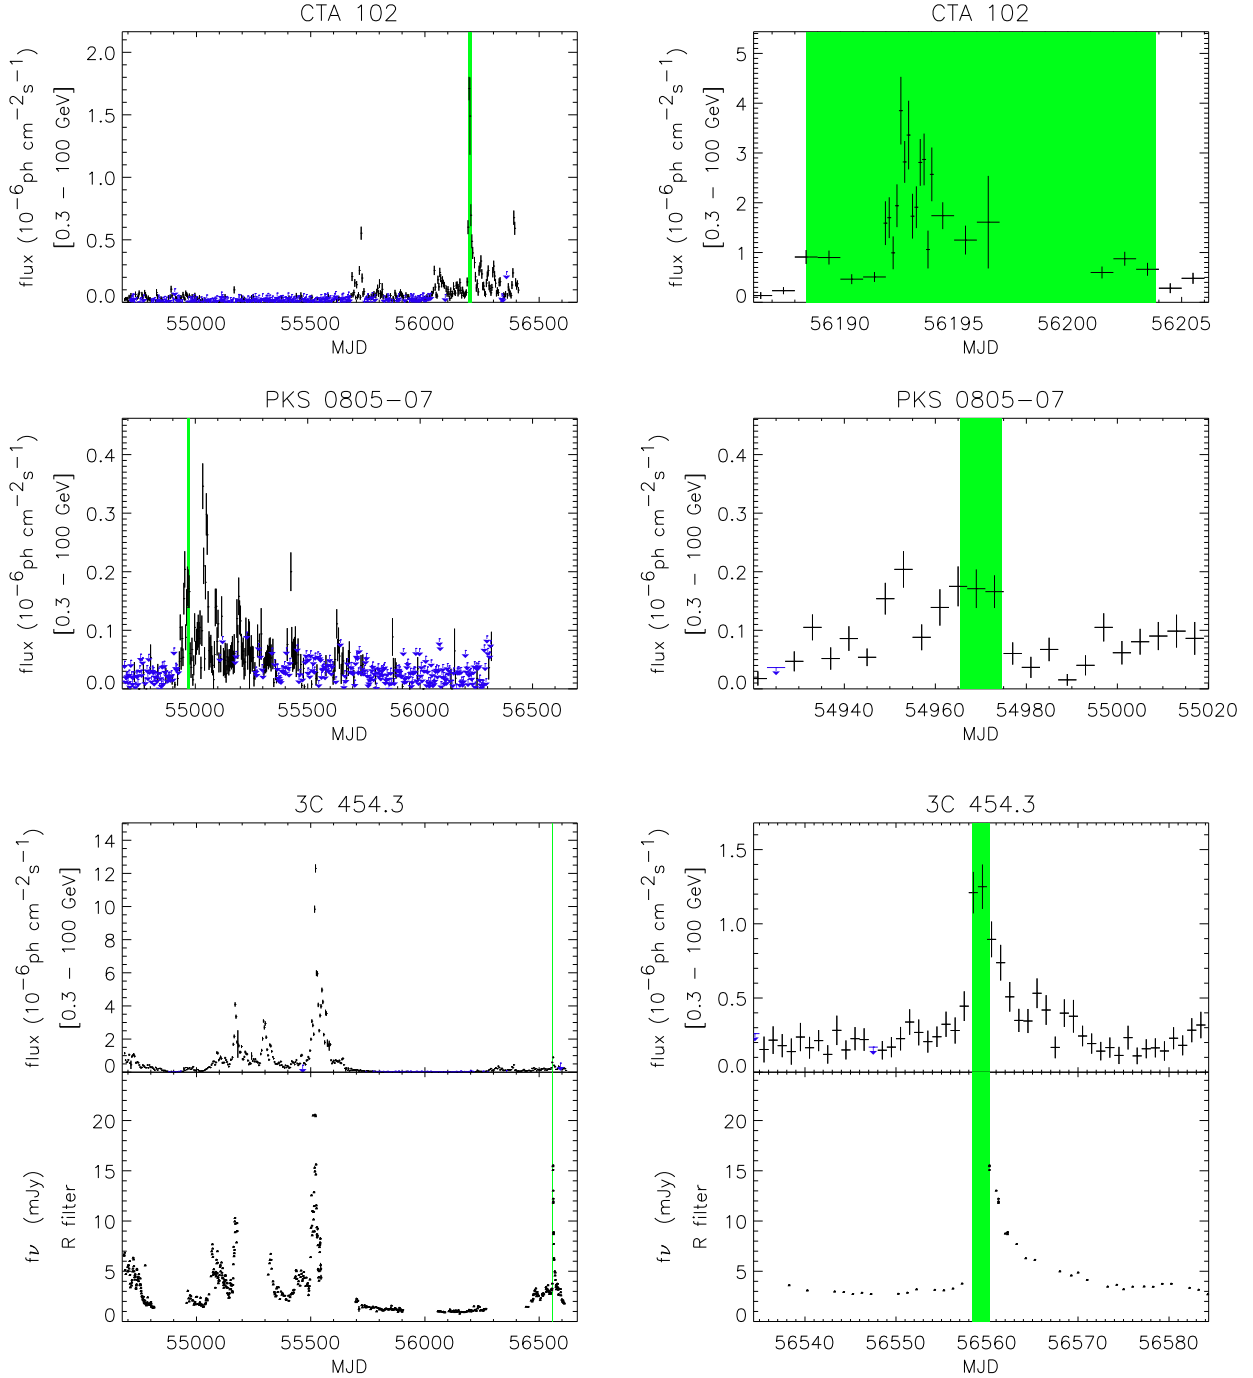 CTA 102
CTA 102
flux (10−6ph cm−2s−1)
[0.3 − 100 GeV]
2.0
1.5
1.0
0.5
0.0
55000 55500 56000 56500
MJD
flux (10−6ph cm−2s−1)
[0.3 − 100 GeV]
5
4
3
2
1
0
56190 56195 56200 56205
MJD
PKS 0805−07
PKS 0805−07
flux (10−6ph cm−2s−1)
[0.3 − 100 GeV]
0.4
0.3
0.2
0.1
0.0
55000 55500 56000 56500
MJD
flux (10−6ph cm−2s−1)
[0.3 − 100 GeV]
0.4
0.3
0.2
0.1
0.0
54940 54960 54980 55000 55020
MJD
3C 454.3
3C 454.3
flux (10−6ph cm−2s−1)
[0.3 − 100 GeV]
14
12
10
8
6
4
2
0
fν (mJy)
R filter
20
15
10
5
0
55000 55500 56000 56500
MJD
flux (10−6ph cm−2s−1)
[0.3 − 100 GeV]
1.5
1.0
0.5
0.0
fν (mJy)
R filter
20
15
10
5
0
56540 56550 56560 56570 56580
MJD